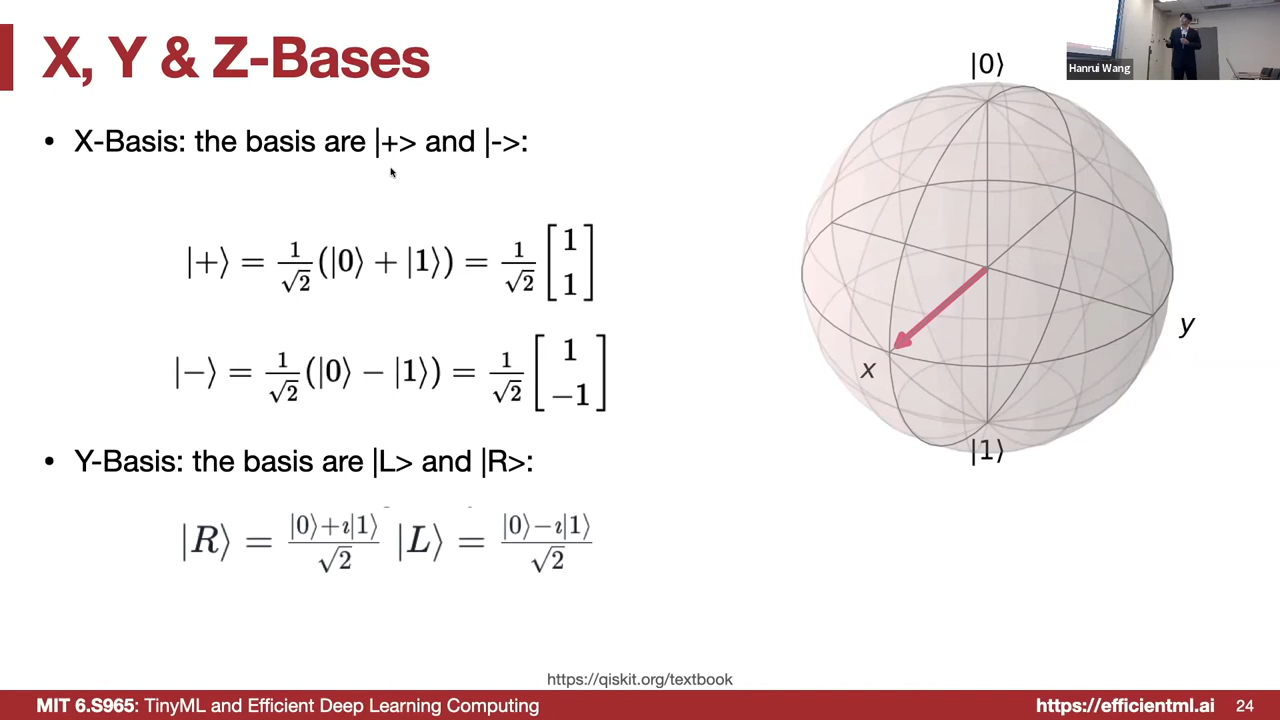 X, Y & Z-Bases
Hanrui Wang
|0⟩
• X-Basis: the basis are |+> and |->:
|+⟩ = 1/√2 (|0⟩ + |1⟩) = 1/√2 [1 1]
|−⟩ = 1/√2 (|0⟩ − |1⟩) = 1/√2 [1 −1]
y
x
|1⟩
• Y-Basis: the basis are |L> and |R>:
|R⟩ = |0⟩+ı|1⟩/√2 |L⟩ = |0⟩−ı|1⟩/√2
https://qiskit.org/textbook
MIT 6.S965: TinyML and Efficient Deep Learning Computing
https://efficientml.ai 24